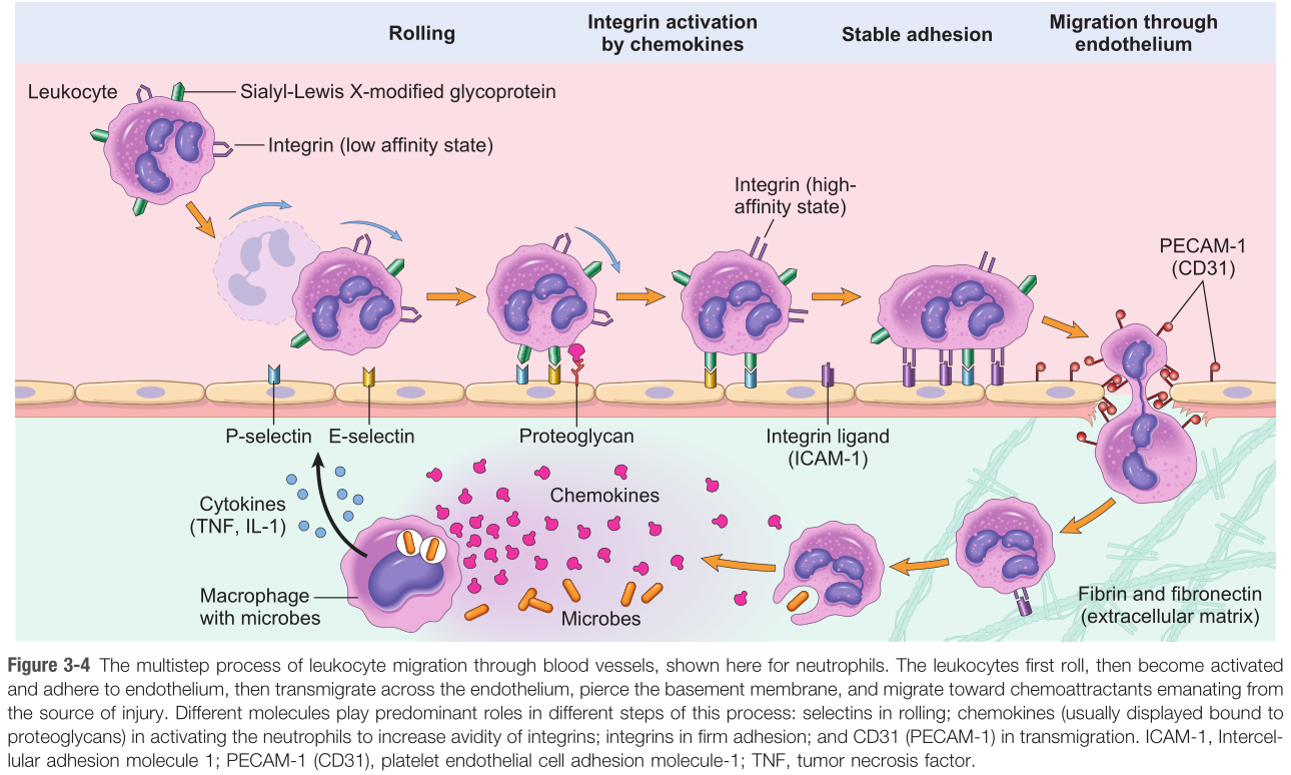 Rolling
Integrin activation
by chemokines
Stable adhesion
Migration through
endothelium
Leukocyte
Sialyl-Lewis X-modified glycoprotein
Integrin (low affinity state)
Integrin (high-
affinity state)
PECAM-1
(CD31)
P-selectin
E-selectin
Proteoglycan
Integrin ligand
(ICAM-1)
Cytokines
(TNF, IL-1)
Chemokines
Macrophage
with microbes
Microbes
Fibrin and fibronectin
(extracellular matrix)
Figure 3-4 The multistep process of leukocyte migration through blood vessels, shown here for neutrophils. The leukocytes first roll, then become activated
and adhere to endothelium, then transmigrate across the endothelium, pierce the basement membrane, and migrate toward chemoattractants emanating from
the source of injury. Different molecules play predominant roles in different steps of this process: selectins in rolling; chemokines (usually displayed bound to
proteoglycans) in activating the neutrophils to increase avidity of integrins; integrins in firm adhesion; and CD31 (PECAM-1) in transmigration. ICAM-1, Intercel-
lular adhesion molecule 1; PECAM-1 (CD31), platelet endothelial cell adhesion molecule-1; TNF, tumor necrosis factor.